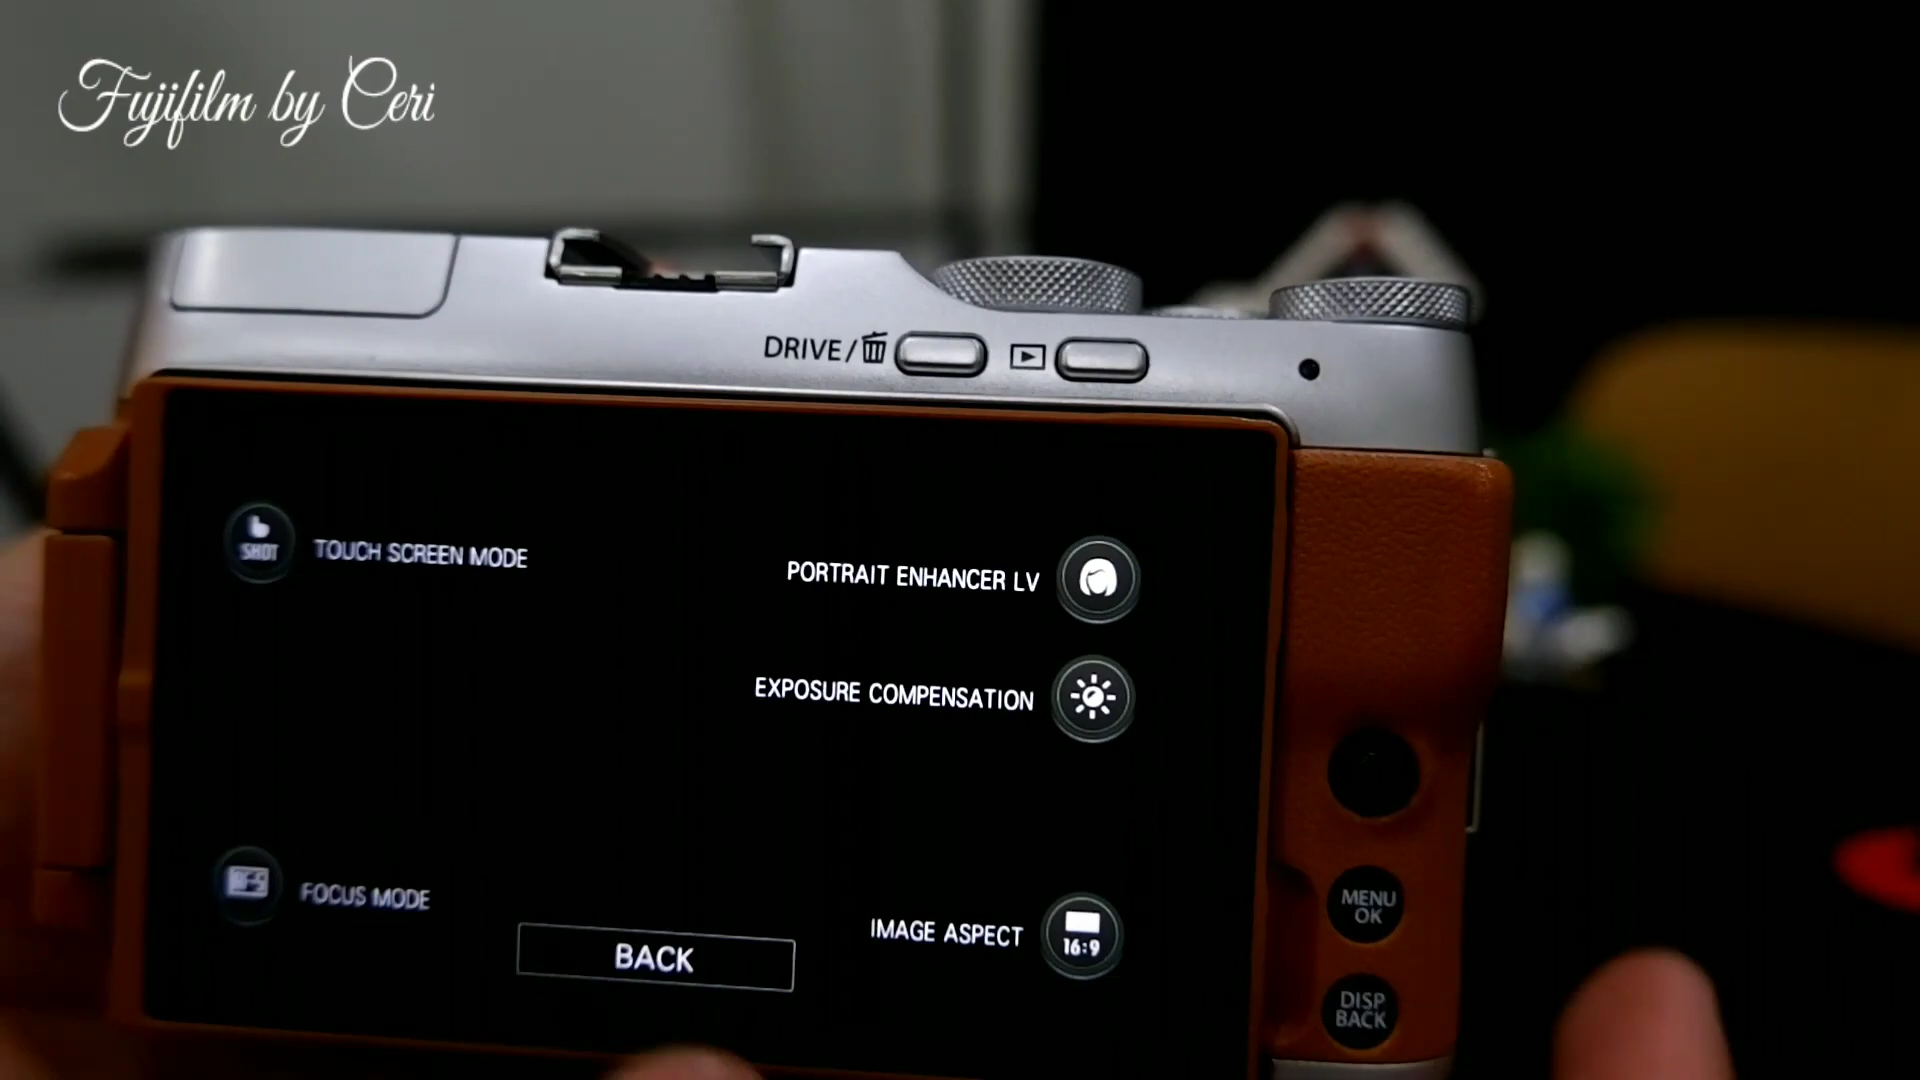 Fujifilm by Ceri
DRIVE/
SHOT
TOUCH SCREEN MODE
PORTRAIT ENHANCER LV
EXPOSURE COMPENSATION
FOCUS MODE
IMAGE ASPECT
16:9
BACK
MENU
OK
DISP
BACK